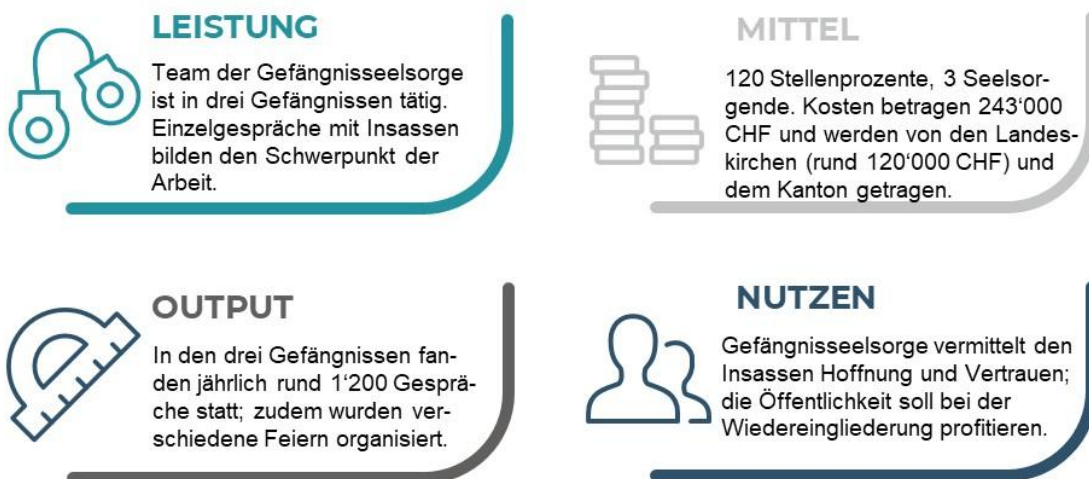 LEISTUNG
Team der Gefängnisseelsorge
ist in drei Gefängnissen tätig.
Einzelgespräche mit Insassen
bilden den Schwerpunkt der
Arbeit.
MITTEL
120 Stellenprozente, 3 Seelsor-
gende. Kosten betragen 243‘000
CHF und werden von den Landes-
kirchen (rund 120‘000 CHF) und
dem Kanton getragen.
OUTPUT
In den drei Gefängnissen fan-
den jährlich rund 1‘200 Gesprä-
che statt; zudem wurden ver-
schiedene Feiern organisiert.
NUTZEN
Gefängnisseelsorge vermittelt den
Insassen Hoffnung und Vertrauen;
die Öffentlichkeit soll bei der
Wiedereingliederung profitieren.